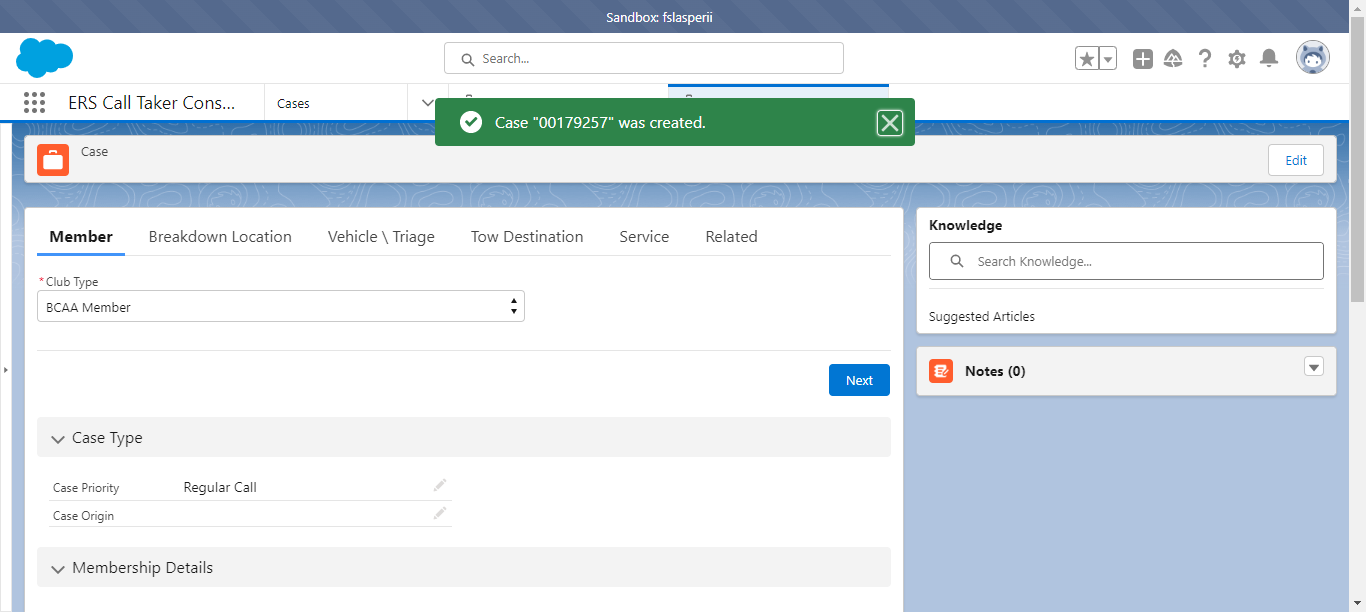 Sandbox: fslasperii
Search...
ERS Call Taker Cons...
Cases
Case "00179257" was created.
Case
Edit
Member
Breakdown Location
Vehicle \ Triage
Tow Destination
Service
Related
*Club Type
BCAA Member
Next
Case Type
Case Priority
Regular Call
Case Origin
Membership Details
Knowledge
Search Knowledge...
Suggested Articles
Notes (0)